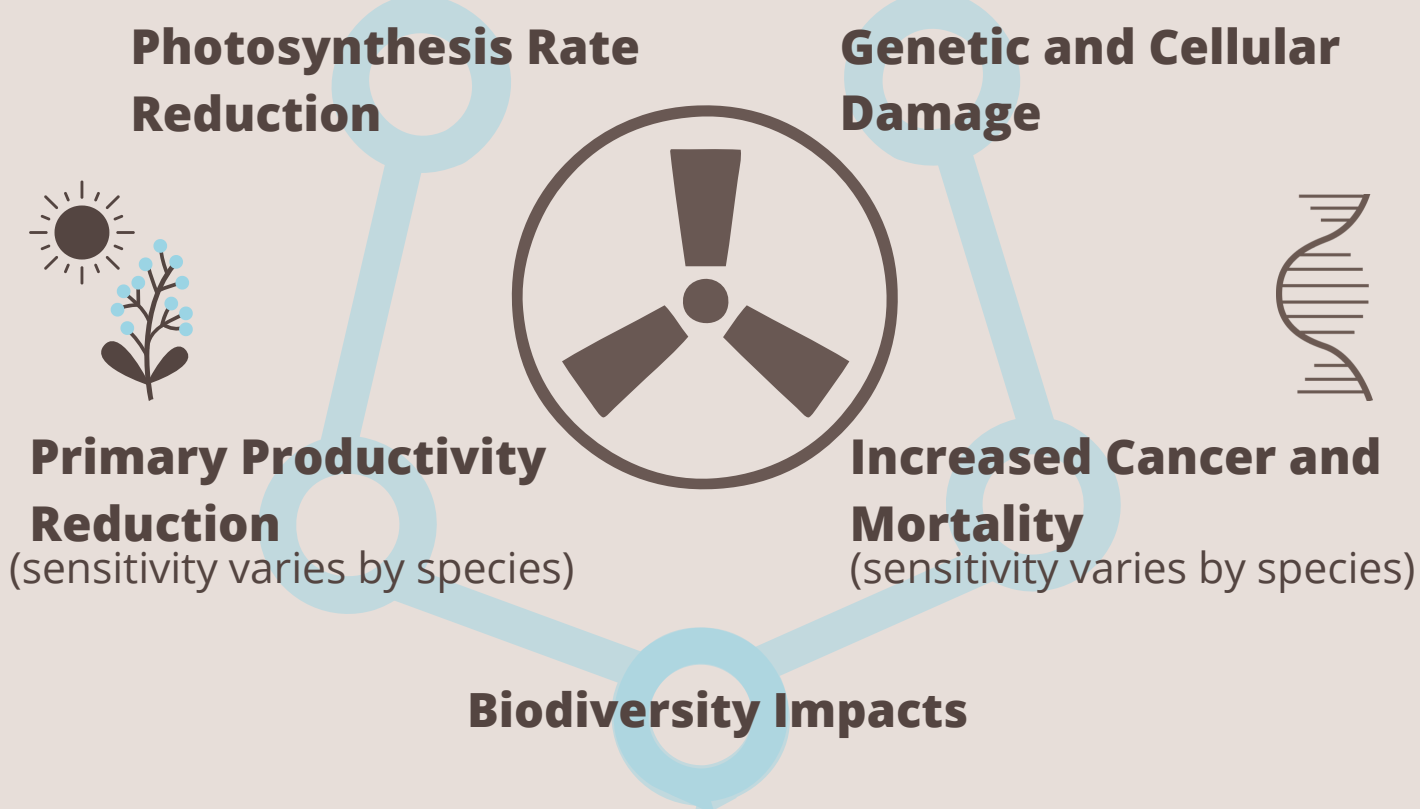 Photosynthesis Rate
Reduction
Genetic and Cellular
Damage
Primary Productivity
Reduction
(sensitivity varies by species)
Increased Cancer and
Mortality
(sensitivity varies by species)
Biodiversity Impacts